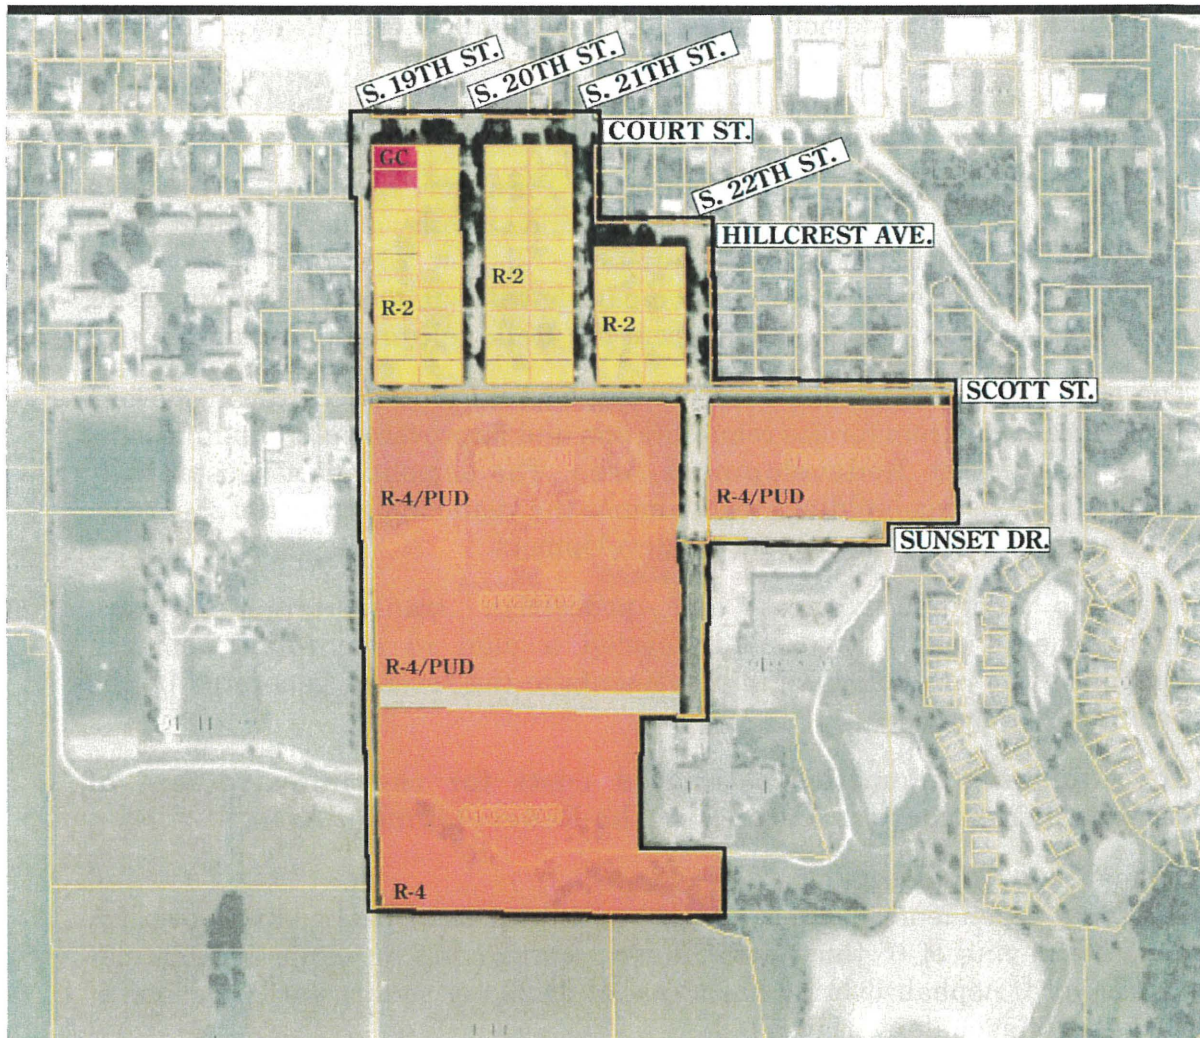 S. 19TH ST.
S. 20TH ST.
S. 21TH ST.
COURT ST.
GC
S. 22TH ST.
HILLCREST AVE.
R-2
R-2
R-2
SCOTT ST.
R-4/PUD
R-4/PUD
SUNSET DR.
R-4/PUD
R-4